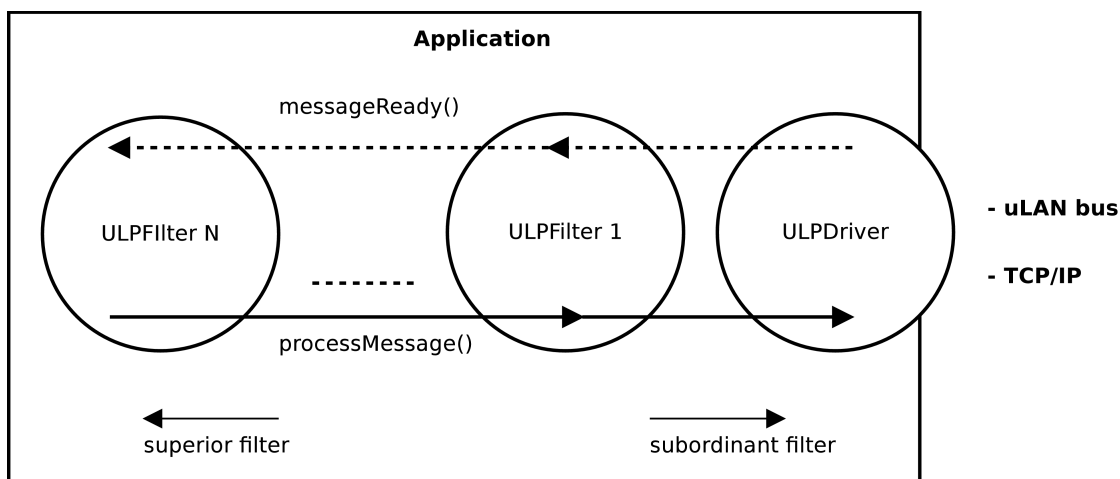 Application
messageReady()
- uLAN bus
ULPFIlter N
ULPFilter 1
ULPDriver
- TCP/IP
processMessage()
superior filter
subordinant filter